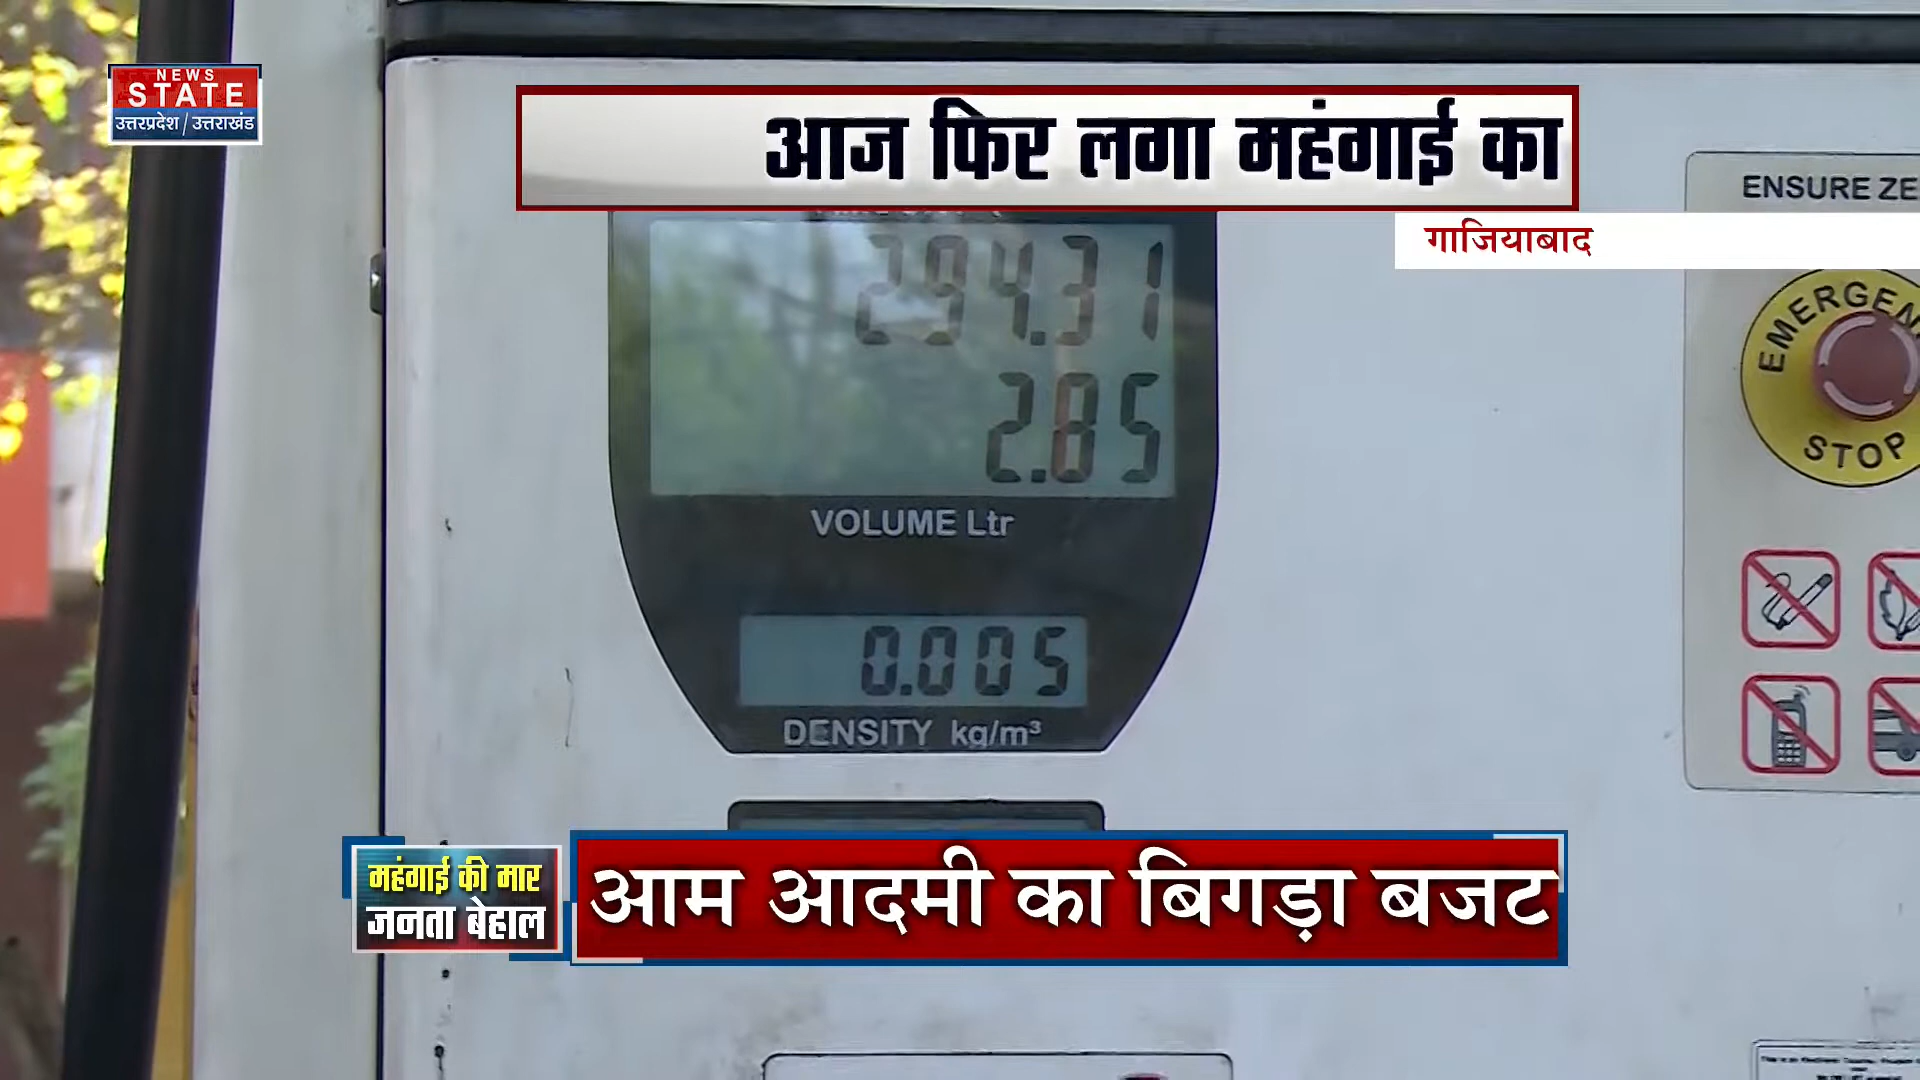 NEWS
STATE
उत्तरप्रदेश / उत्तराखंड
आज फिर लगा महंगाई का
गाजियाबाद
ENSURE ZE
294.31
2.85
VOLUME Ltr
0.005
DENSITY kg/m³
EMERGEN
STOP
महंगाई की मार
जनता बेहाल
आम आदमी का बिगड़ा बजट